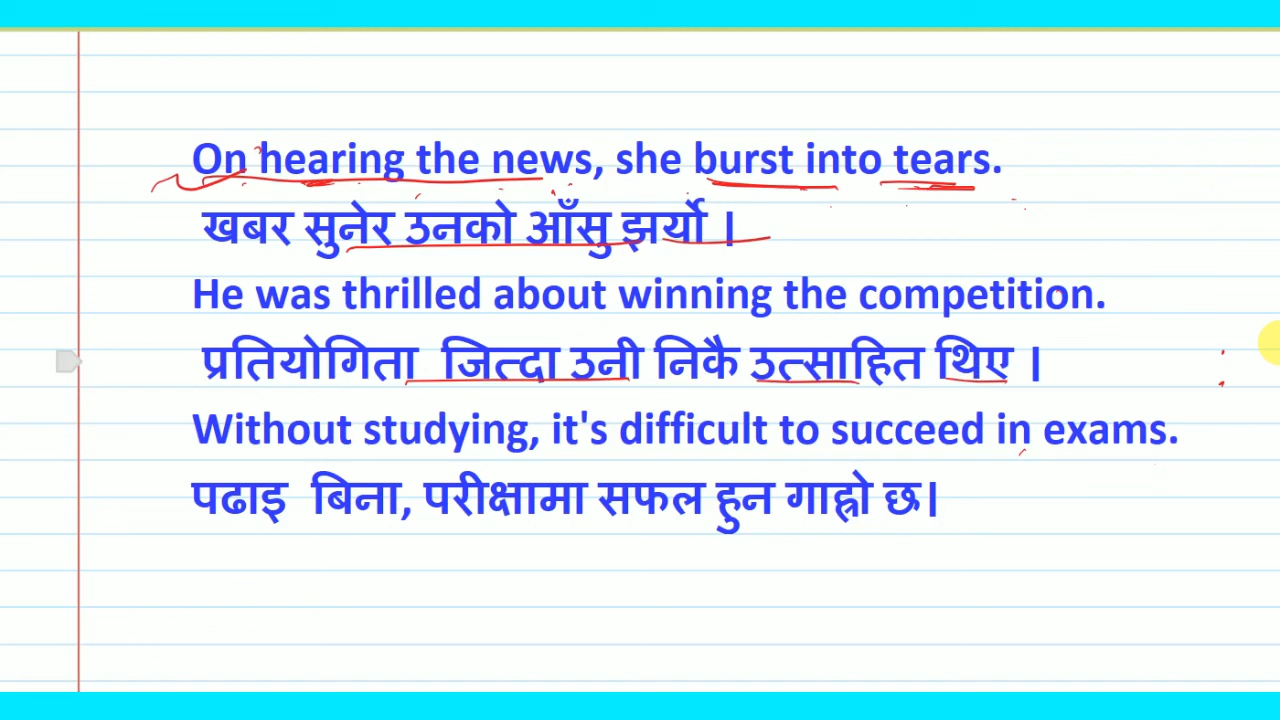 On hearing the news, she burst into tears.
खबर सुनेर उनको आँसु झर्यो ।
He was thrilled about winning the competition.
प्रतियोगिता जित्दा उनी निकै उत्साहित थिए ।
Without studying, it's difficult to succeed in exams.
पढाइ बिना, परीक्षामा सफल हुन गाह्रो छ।